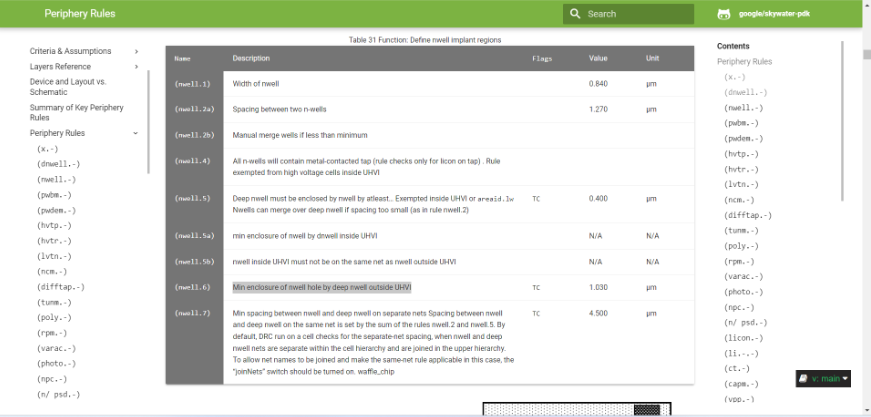 Periphery Rules
Search
google/skywater-pdk
Criteria & Assumptions
Layers Reference
Device and Layout vs.
Schematic
Summary of Key Periphery
Rules
Periphery Rules
(x.-)
(dnwell.-)
(nwell.-)
(pwbm.-)
(pwdem.-)
(hvtp.-)
(hvtr.-)
(lvtn.-)
(ncm.-)
(difftap.-)
(tunm.-)
(poly.-)
(rpm.-)
(varac.-)
(photo.-)
(npc.-)
(n/ psd.-)
Table 31 Function: Define nwell implant regions
Name Description Flags Value Unit
(nwell.1) Width of nwell 0.840 µm
(nwell.2a) Spacing between two n-wells 1.270 µm
(nwell.2b) Manual merge wells if less than minimum
(nwell.4) All n-wells will contain metal-contacted tap (rule checks only for licon on tap) . Rule
exempted from high voltage cells inside UHVI
(nwell.5) Deep nwell must be enclosed by nwell by atleast… Exempted inside UHVI or areaid.lw TC 0.400 µm
Nwells can merge over deep nwell if spacing too small (as in rule nwell.2)
(nwell.5a) min enclosure of nwell by dnwell inside UHVI N/A N/A
(nwell.5b) nwell inside UHVI must not be on the same net as nwell outside UHVI N/A N/A
(nwell.6) Min enclosure of nwell hole by deep nwell outside UHVI TC 1.030 µm
(nwell.7) Min spacing between nwell and deep nwell on separate nets Spacing between nwell TC 4.500 µm
and deep nwell on the same net is set by the sum of the rules nwell.2 and nwell.5. By
default, DRC run on a cell checks for the separate-net spacing, when nwell and deep
nwell nets are separate within the cell hierarchy and are joined in the upper hierarchy.
To allow net names to be joined and make the same-net rule applicable in this case, the
"joinNets" switch should be turned on. waffle_chip
Contents
Periphery Rules
(x.-)
(dnwell.-)
(nwell.-)
(pwbm.-)
(pwdem.-)
(hvtp.-)
(hvtr.-)
(lvtn.-)
(ncm.-)
(difftap.-)
(tunm.-)
(poly.-)
(rpm.-)
(varac.-)
(photo.-)
(npc.-)
(n/ psd.-)
(licon.-)
(li.-.-)
(ct.-)
(capm.-)
(vpp.-)
v: main